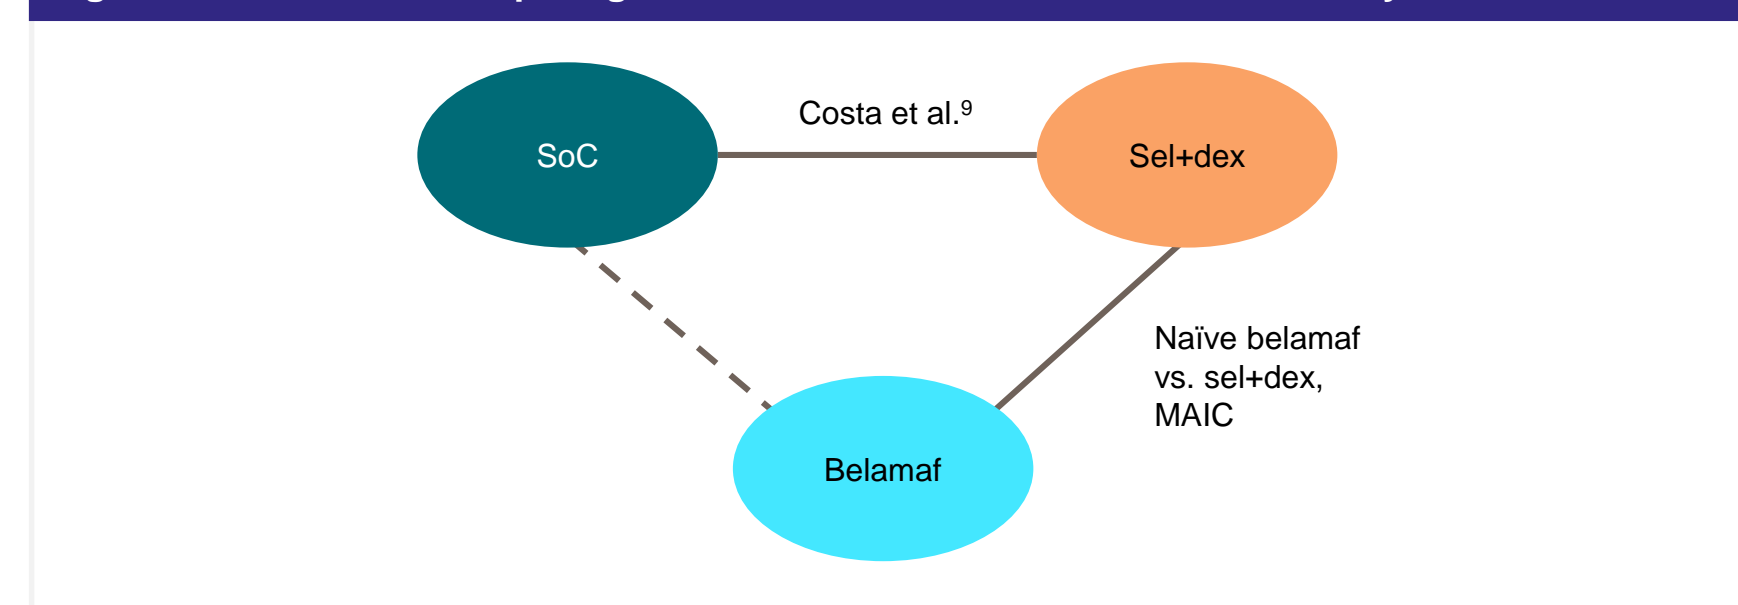 Costa et al.⁹
SoC
Sel+dex
Naïve belamaf
vs. sel+dex,
MAIC
Belamaf